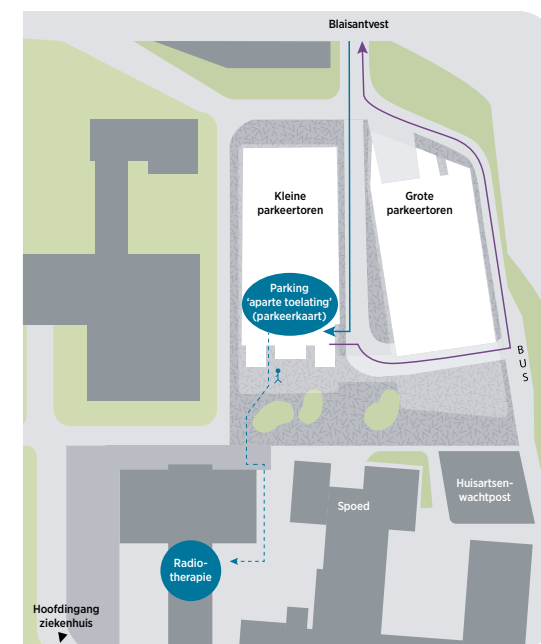 Blaisantvest
Kleine
parkeertoren
Grote
parkeertoren
Parking
‘aparte toelating’
(parkeerkaart)
B
U
S
Huisartsen-
wachtpost
Spoed
Radio-
therapie
Hoofdingang
ziekenhuis